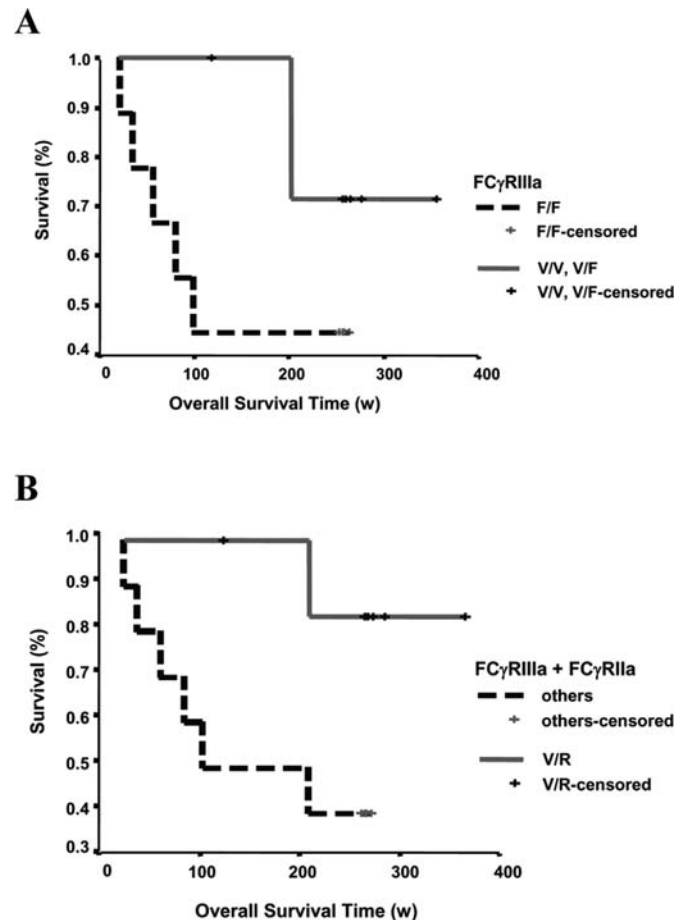 A
1.0
0.9
0.8
0.7
0.6
0.5
0.4
Survival (%)
0 100 200 300 400
Overall Survival Time (w)
FCγRIIIa
F/F
F/F-censored
V/V, V/F
V/V, V/F-censored
B
1.0
0.9
0.8
0.7
0.6
0.5
0.4
0.3
Survival (%)
0 100 200 300 400
Overall Survival Time (w)
FCγRIIIa + FCγRIIa
others
others-censored
V/R
V/R-censored